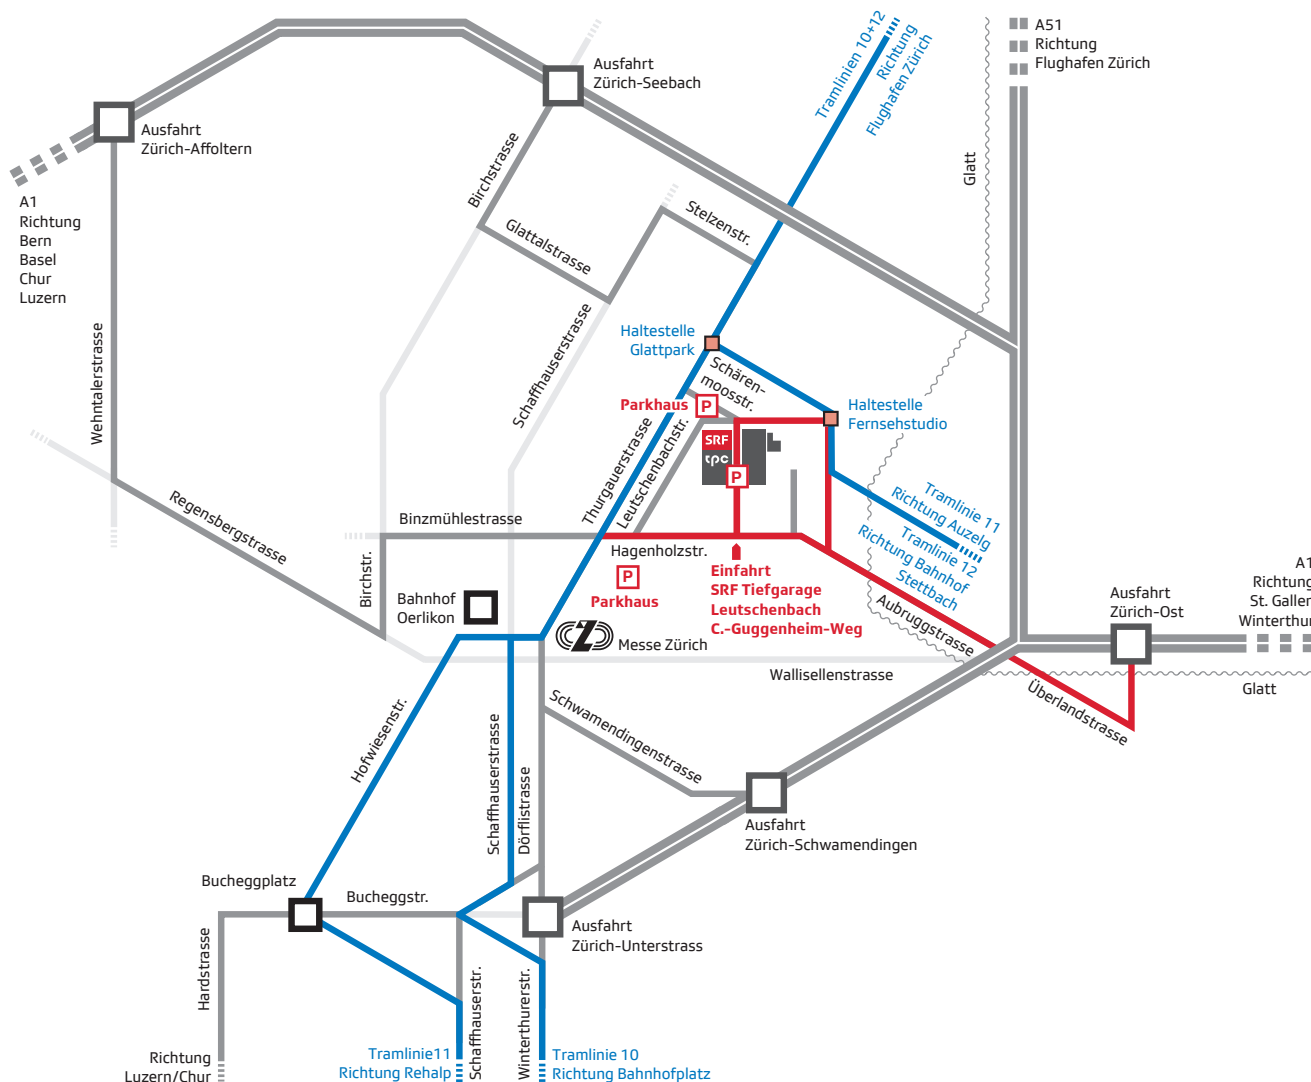 Ausfahrt
Zürich-Seebach
Tramlinien 10+12
Richtung
Flughafen Zürich
A51
Richtung
Flughafen Zürich
Ausfahrt
Zürich-Affoltern
A1
Richtung
Bern
Basel
Chur
Luzern
Birchstrasse
Glattalstrasse
Stelzenstr.
Glatt
Wehntalerstrasse
Schaffhauserstrasse
Haltestelle
Glattpark
Schären-
moosstr.
Haltestelle
Fernsehstudio
Parkhaus P
SRF
tpc
P
Thurgauerstrasse
Leutschenbachstr.
Regensbergstrasse
Binzmühlestrasse
Birchstr.
Hagenholzstr.
P
Parkhaus
Einfahrt
SRF Tiefgarage
Leutschenbach
C.-Guggenheim-Weg
Tramlinie 11
Richtung Auzelg
Tramlinie 12
Richtung Bahnhof
Stettbach
Aubruggstrasse
Ausfahrt
Zürich-Ost
A1
Richtung
St. Gallen
Winterthur
Bahnhof
Oerlikon
Messe Zürich
Wallisellenstrasse
Überlandstrasse
Glatt
Hofwiesenstr.
Schaffhauserstrasse
Dörflistrasse
Schwamendingenstrasse
Ausfahrt
Zürich-Schwamendingen
Bucheggplatz
Bucheggstr.
Ausfahrt
Zürich-Unterstrass
Hardstrasse
Schaffhauserstr.
Winterthurerstr.
Richtung
Luzern/Chur
Tramlinie11
Richtung Rehalp
Tramlinie 10
Richtung Bahnhofplatz